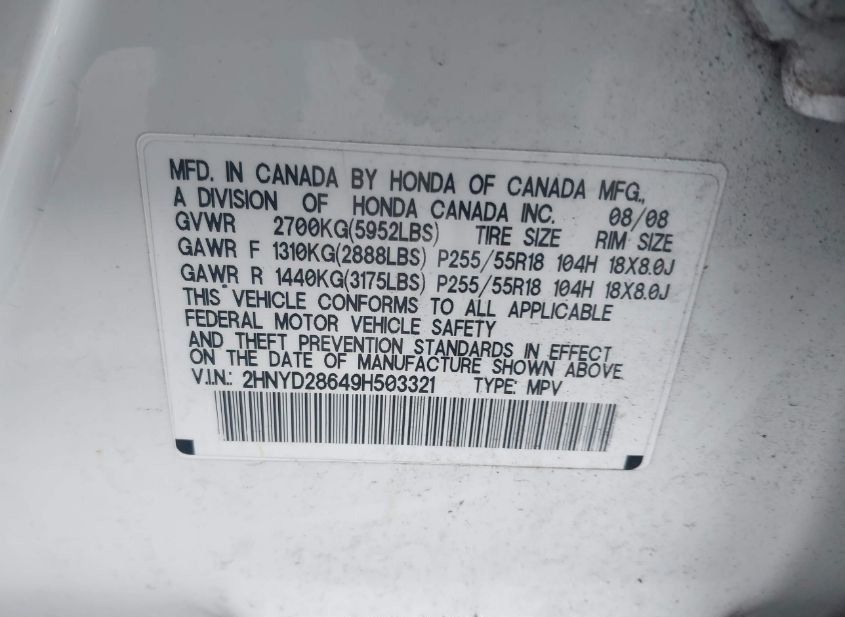 MFD. IN CANADA BY HONDA OF CANADA MFG.,
A DIVISION OF HONDA CANADA INC. 08/08
GVWR 2700KG(5952LBS) TIRE SIZE RIM SIZE
GAWR F 1310KG(2888LBS) P255/55R18 104H 18X8.0J
GAWR R 1440KG(3175LBS) P255/55R18 104H 18X8.0J
THIS VEHICLE CONFORMS TO ALL APPLICABLE
FEDERAL MOTOR VEHICLE SAFETY
AND THEFT PREVENTION STANDARDS IN EFFECT
ON THE DATE OF MANUFACTURE SHOWN ABOVE.
V.I.N.: 2HNYD28649H503321 TYPE: MPV